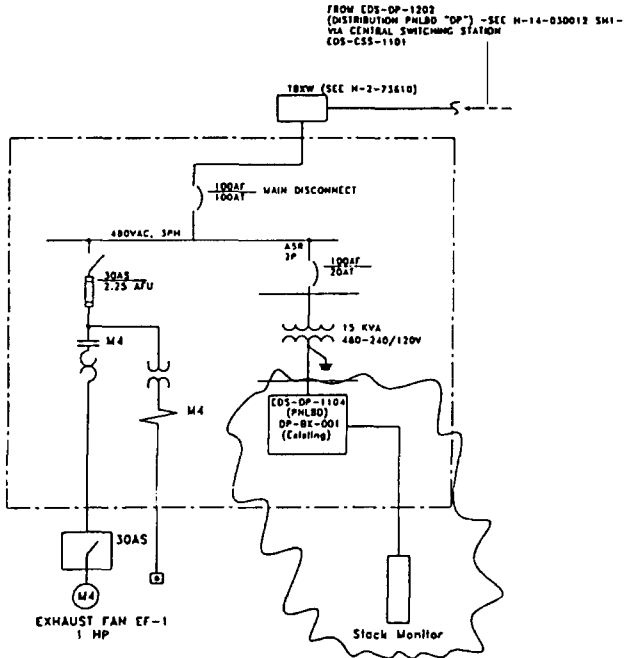 FROM EDS-DP-1202
(DISTRIBUTION PNLBD "DP") -SEE H-14-030012 SH1-
VIA CENTRAL SWITCHING STATION
EDS-CSS-1101
TBXW (SEE H-2-73610)
100AF
100AT
MAIN DISCONNECT
480VAC, 3PH
ASR
2P
100AF
20AT
30AS
2.25 AFU
M4
15 KVA
480-240/120V
M4
EDS-DP-1104
(PNLBD)
DP-BX-001
(Existing)
30AS
M4
EXHAUST FAN EF-1
1 HP
Stack Monitor